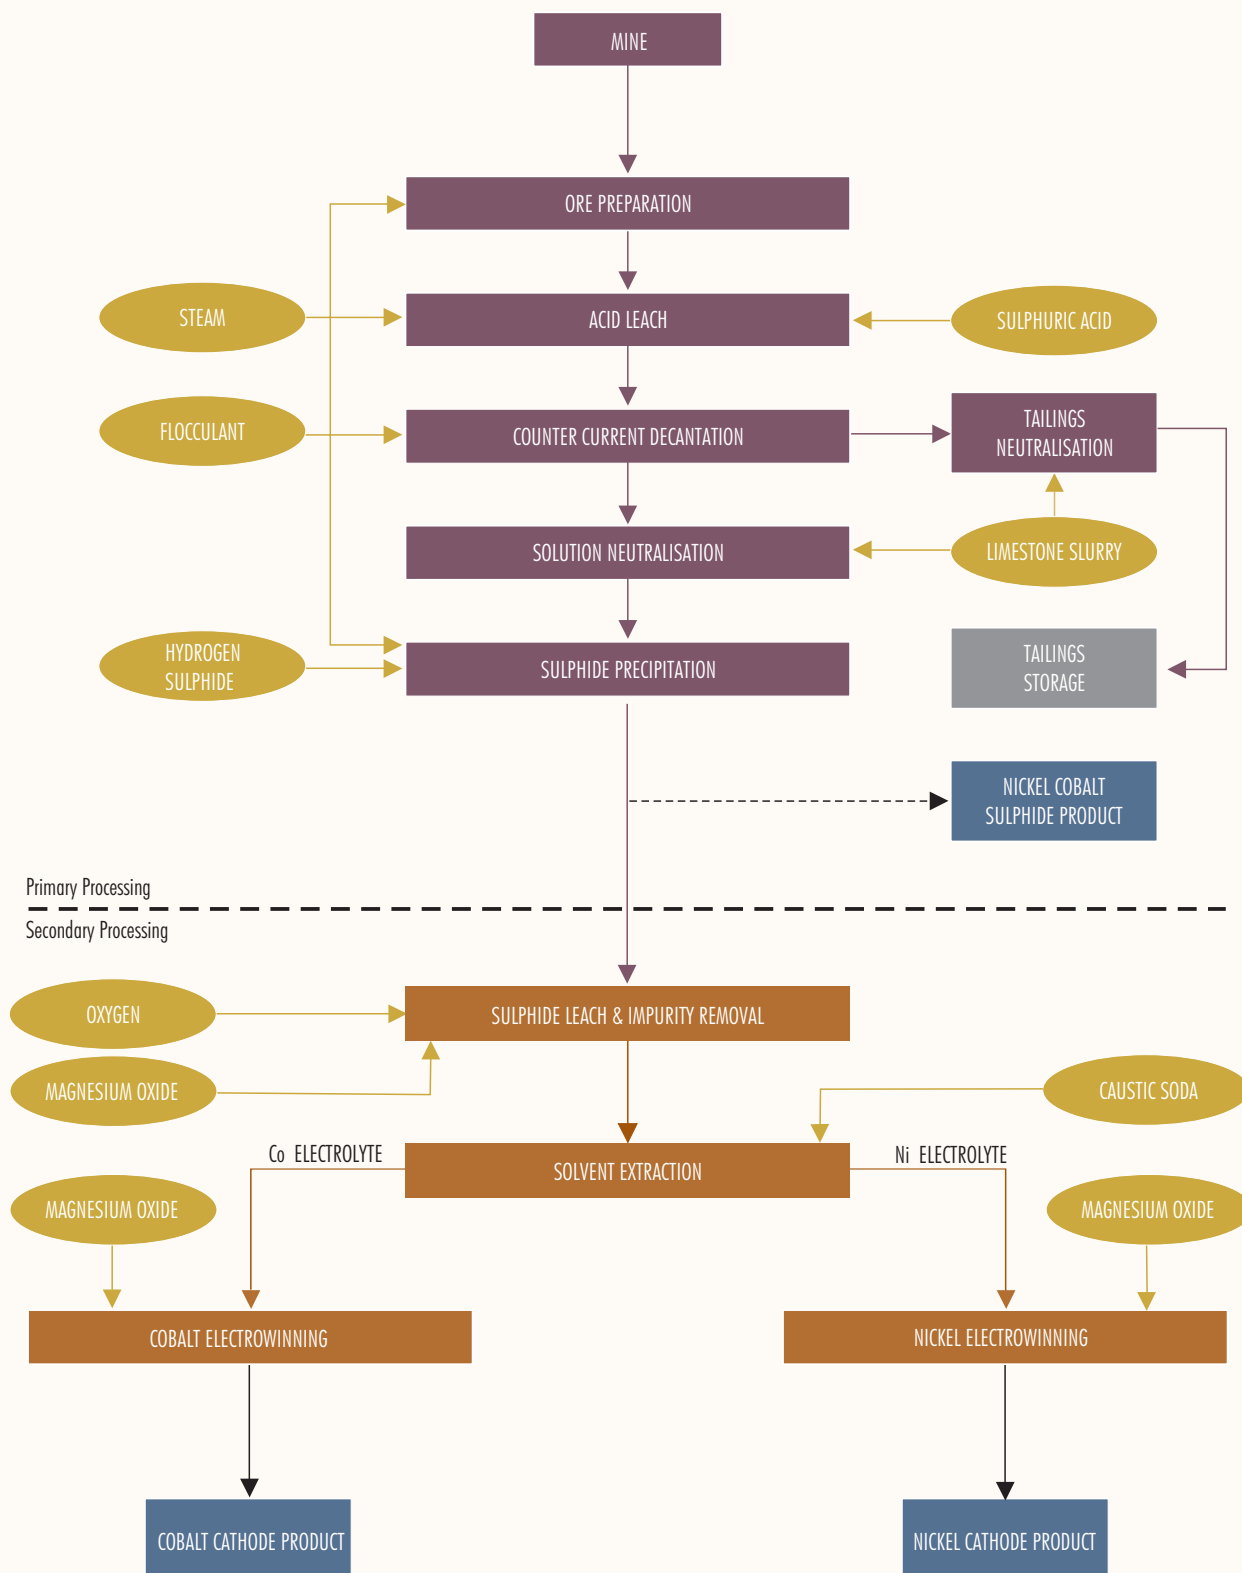 MINE
ORE PREPARATION
STEAM
ACID LEACH
SULPHURIC ACID
FLOCCULANT
COUNTER CURRENT DECANTATION
TAILINGS
NEUTRALISATION
SOLUTION NEUTRALISATION
LIMESTONE SLURRY
HYDROGEN
SULPHIDE
SULPHIDE PRECIPITATION
TAILINGS
STORAGE
NICKEL COBALT
SULPHIDE PRODUCT
Primary Processing
Secondary Processing
OXYGEN
SULPHIDE LEACH & IMPURITY REMOVAL
MAGNESIUM OXIDE
CAUSTIC SODA
Co ELECTROLYTE
SOLVENT EXTRACTION
Ni ELECTROLYTE
MAGNESIUM OXIDE
MAGNESIUM OXIDE
COBALT ELECTROWINNING
NICKEL ELECTROWINNING
COBALT CATHODE PRODUCT
NICKEL CATHODE PRODUCT